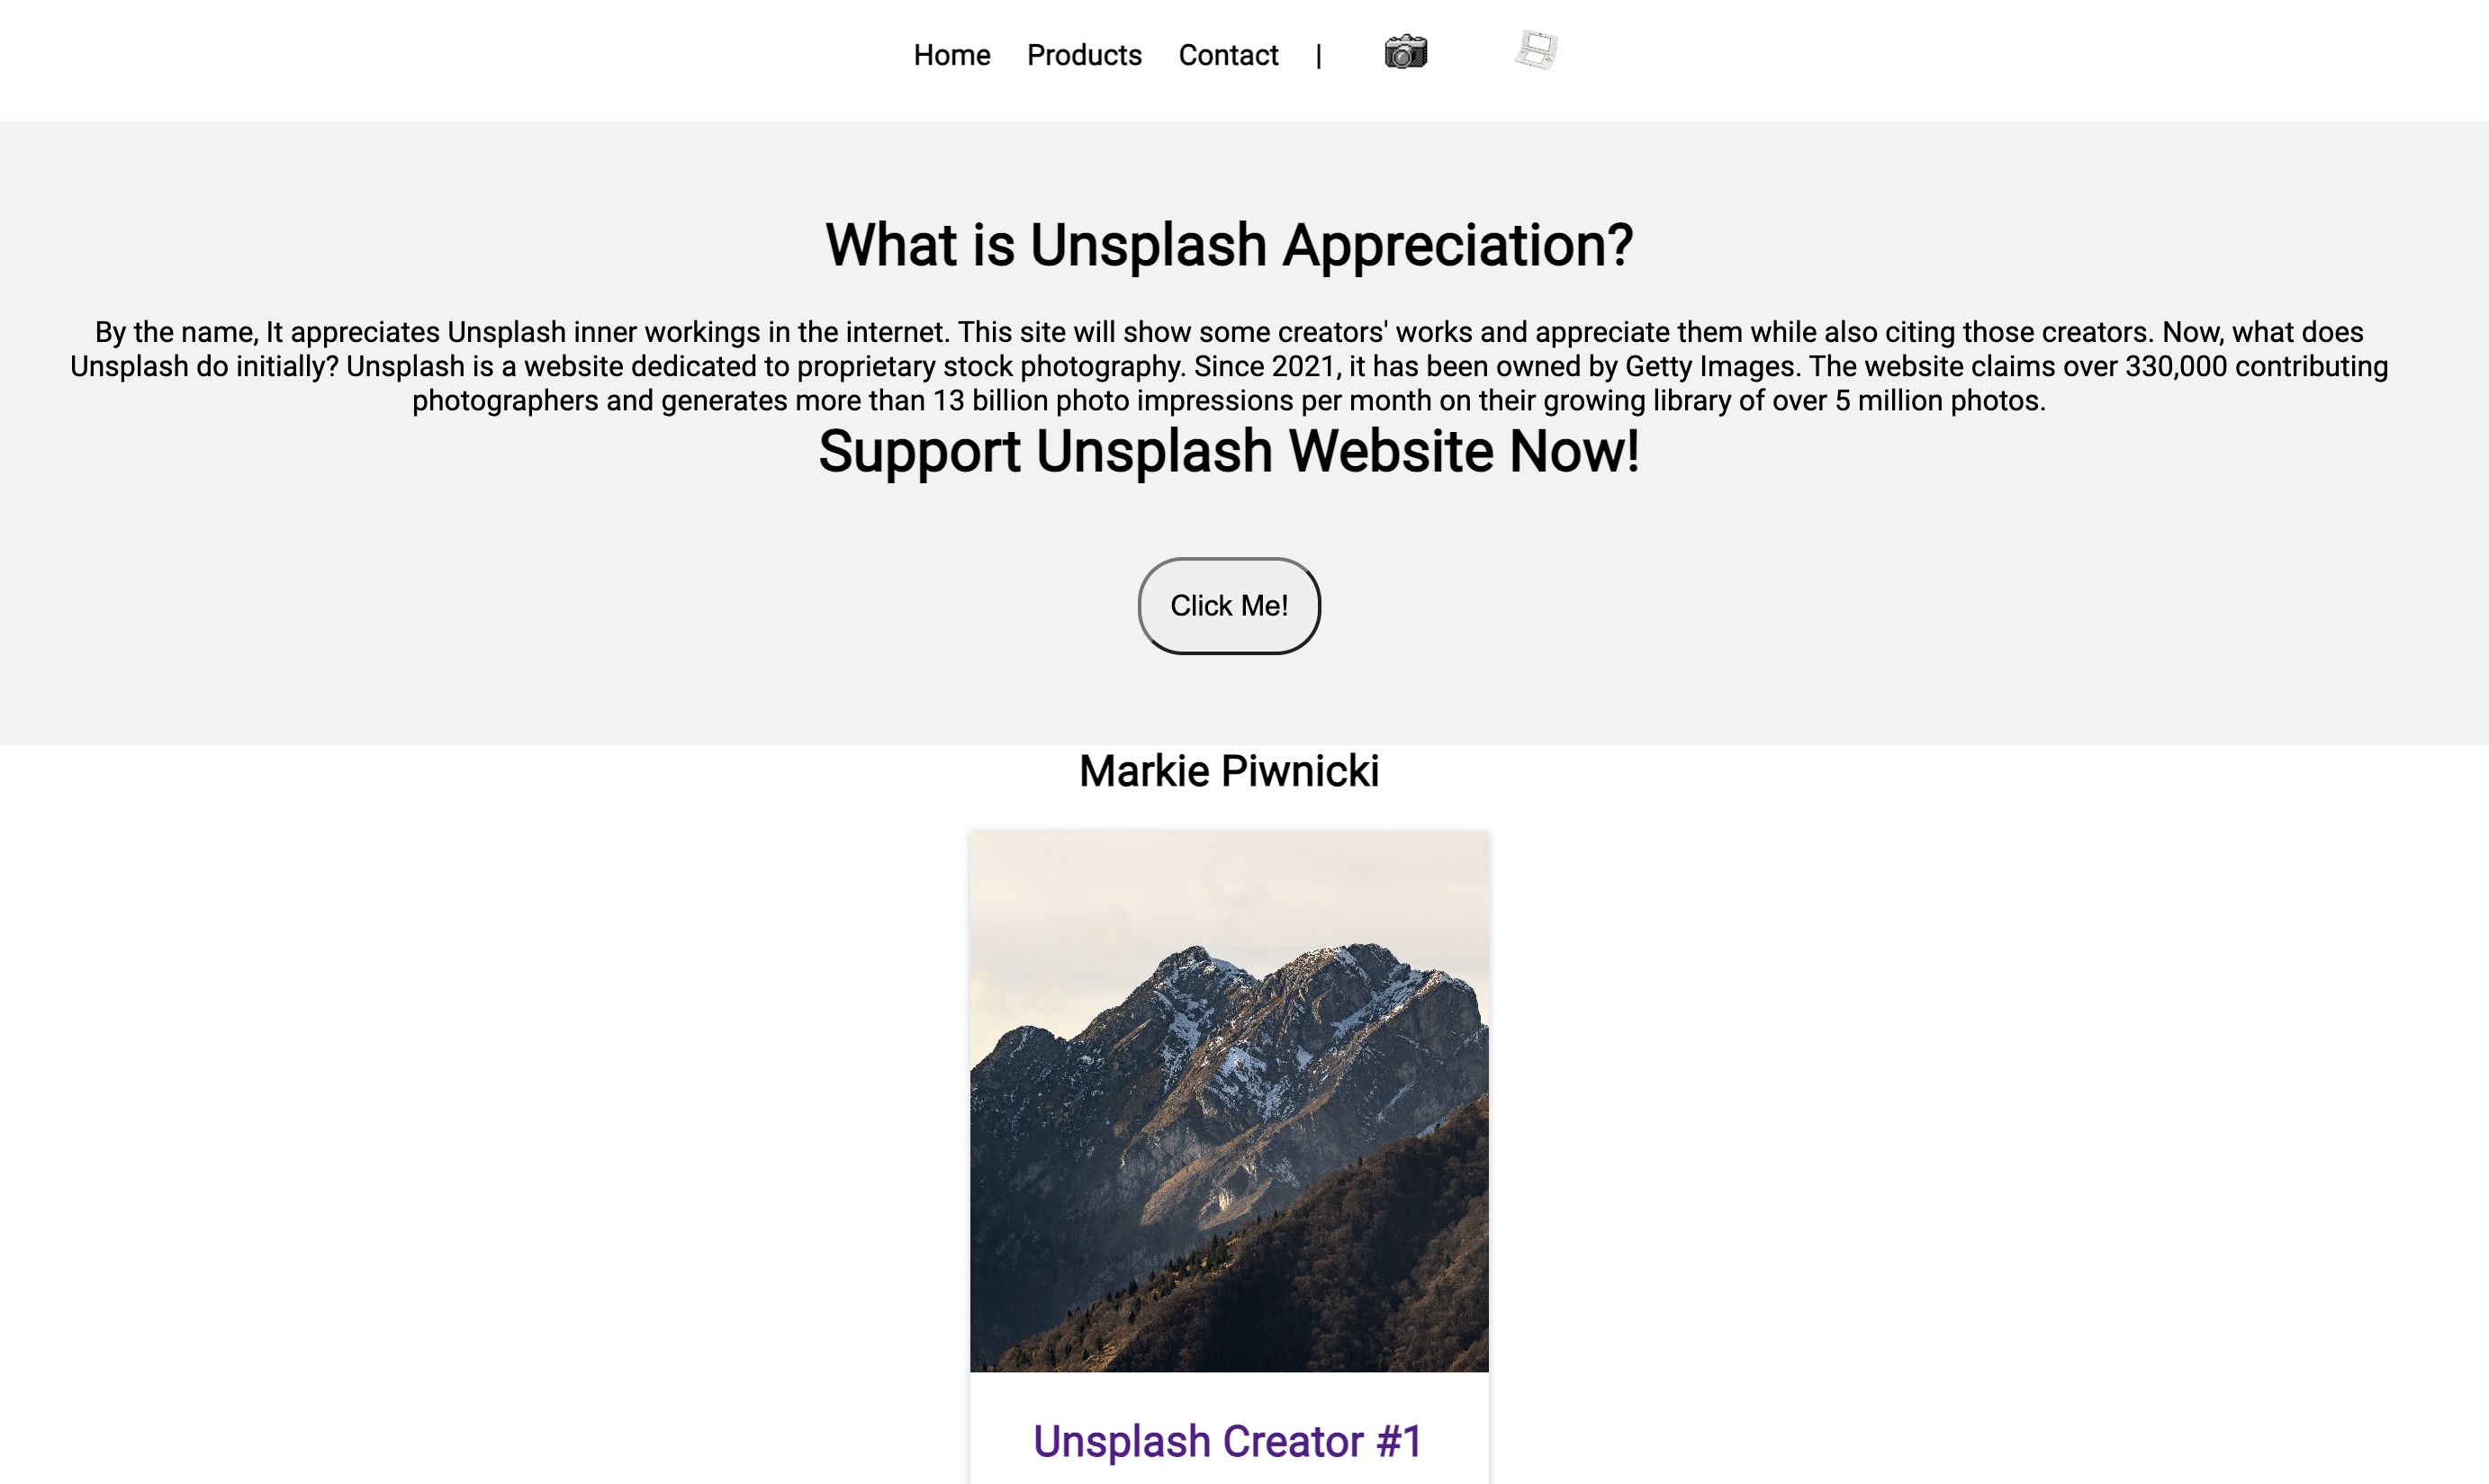 Home Products Contact |
What is Unsplash Appreciation?
By the name, It appreciates Unsplash inner workings in the internet. This site will show some creators' works and appreciate them while also citing those creators. Now, what does
Unsplash do initially? Unsplash is a website dedicated to proprietary stock photography. Since 2021, it has been owned by Getty Images. The website claims over 330,000 contributing
photographers and generates more than 13 billion photo impressions per month on their growing library of over 5 million photos.
Support Unsplash Website Now!
Click Me!
Markie Piwnicki
Unsplash Creator #1